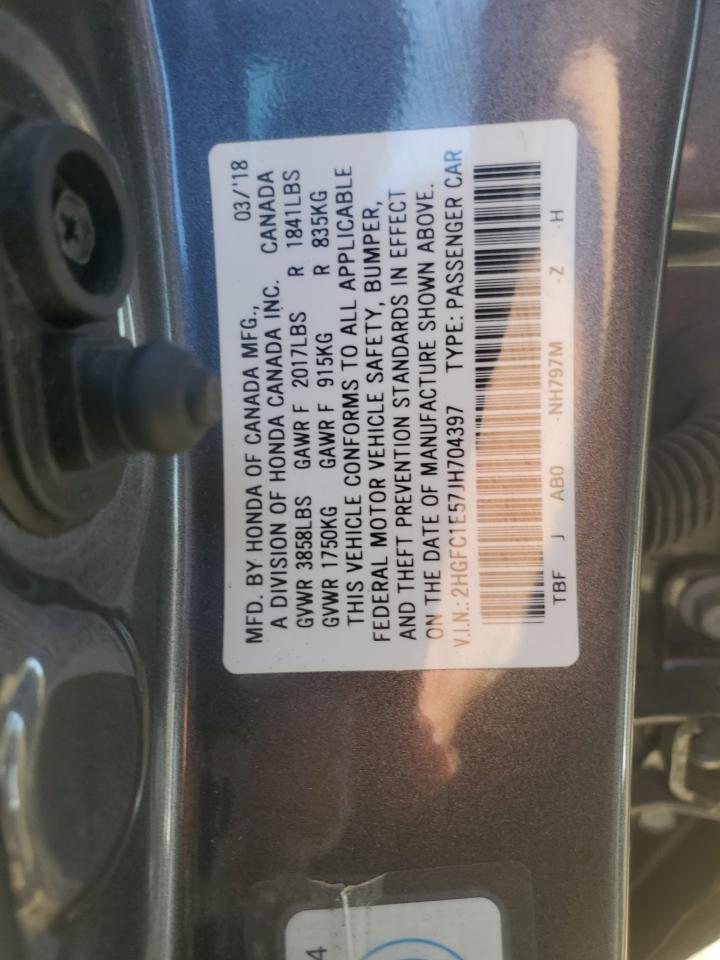 MFD. BY HONDA OF CANADA MFG., 03/'18
A DIVISION OF HONDA CANADA INC. CANADA
GVWR 3858LBS GAWR F 2017LBS R 1841LBS
GVWR 1750KG GAWR F 915KG R 835KG
THIS VEHICLE CONFORMS TO ALL APPLICABLE
FEDERAL MOTOR VEHICLE SAFETY, BUMPER,
AND THEFT PREVENTION STANDARDS IN EFFECT
ON THE DATE OF MANUFACTURE SHOWN ABOVE.
V.I.N.: 2HGFC1E57JH704397 TYPE: PASSENGER CAR
TBF J AB0 -NH797M -Z -H
4